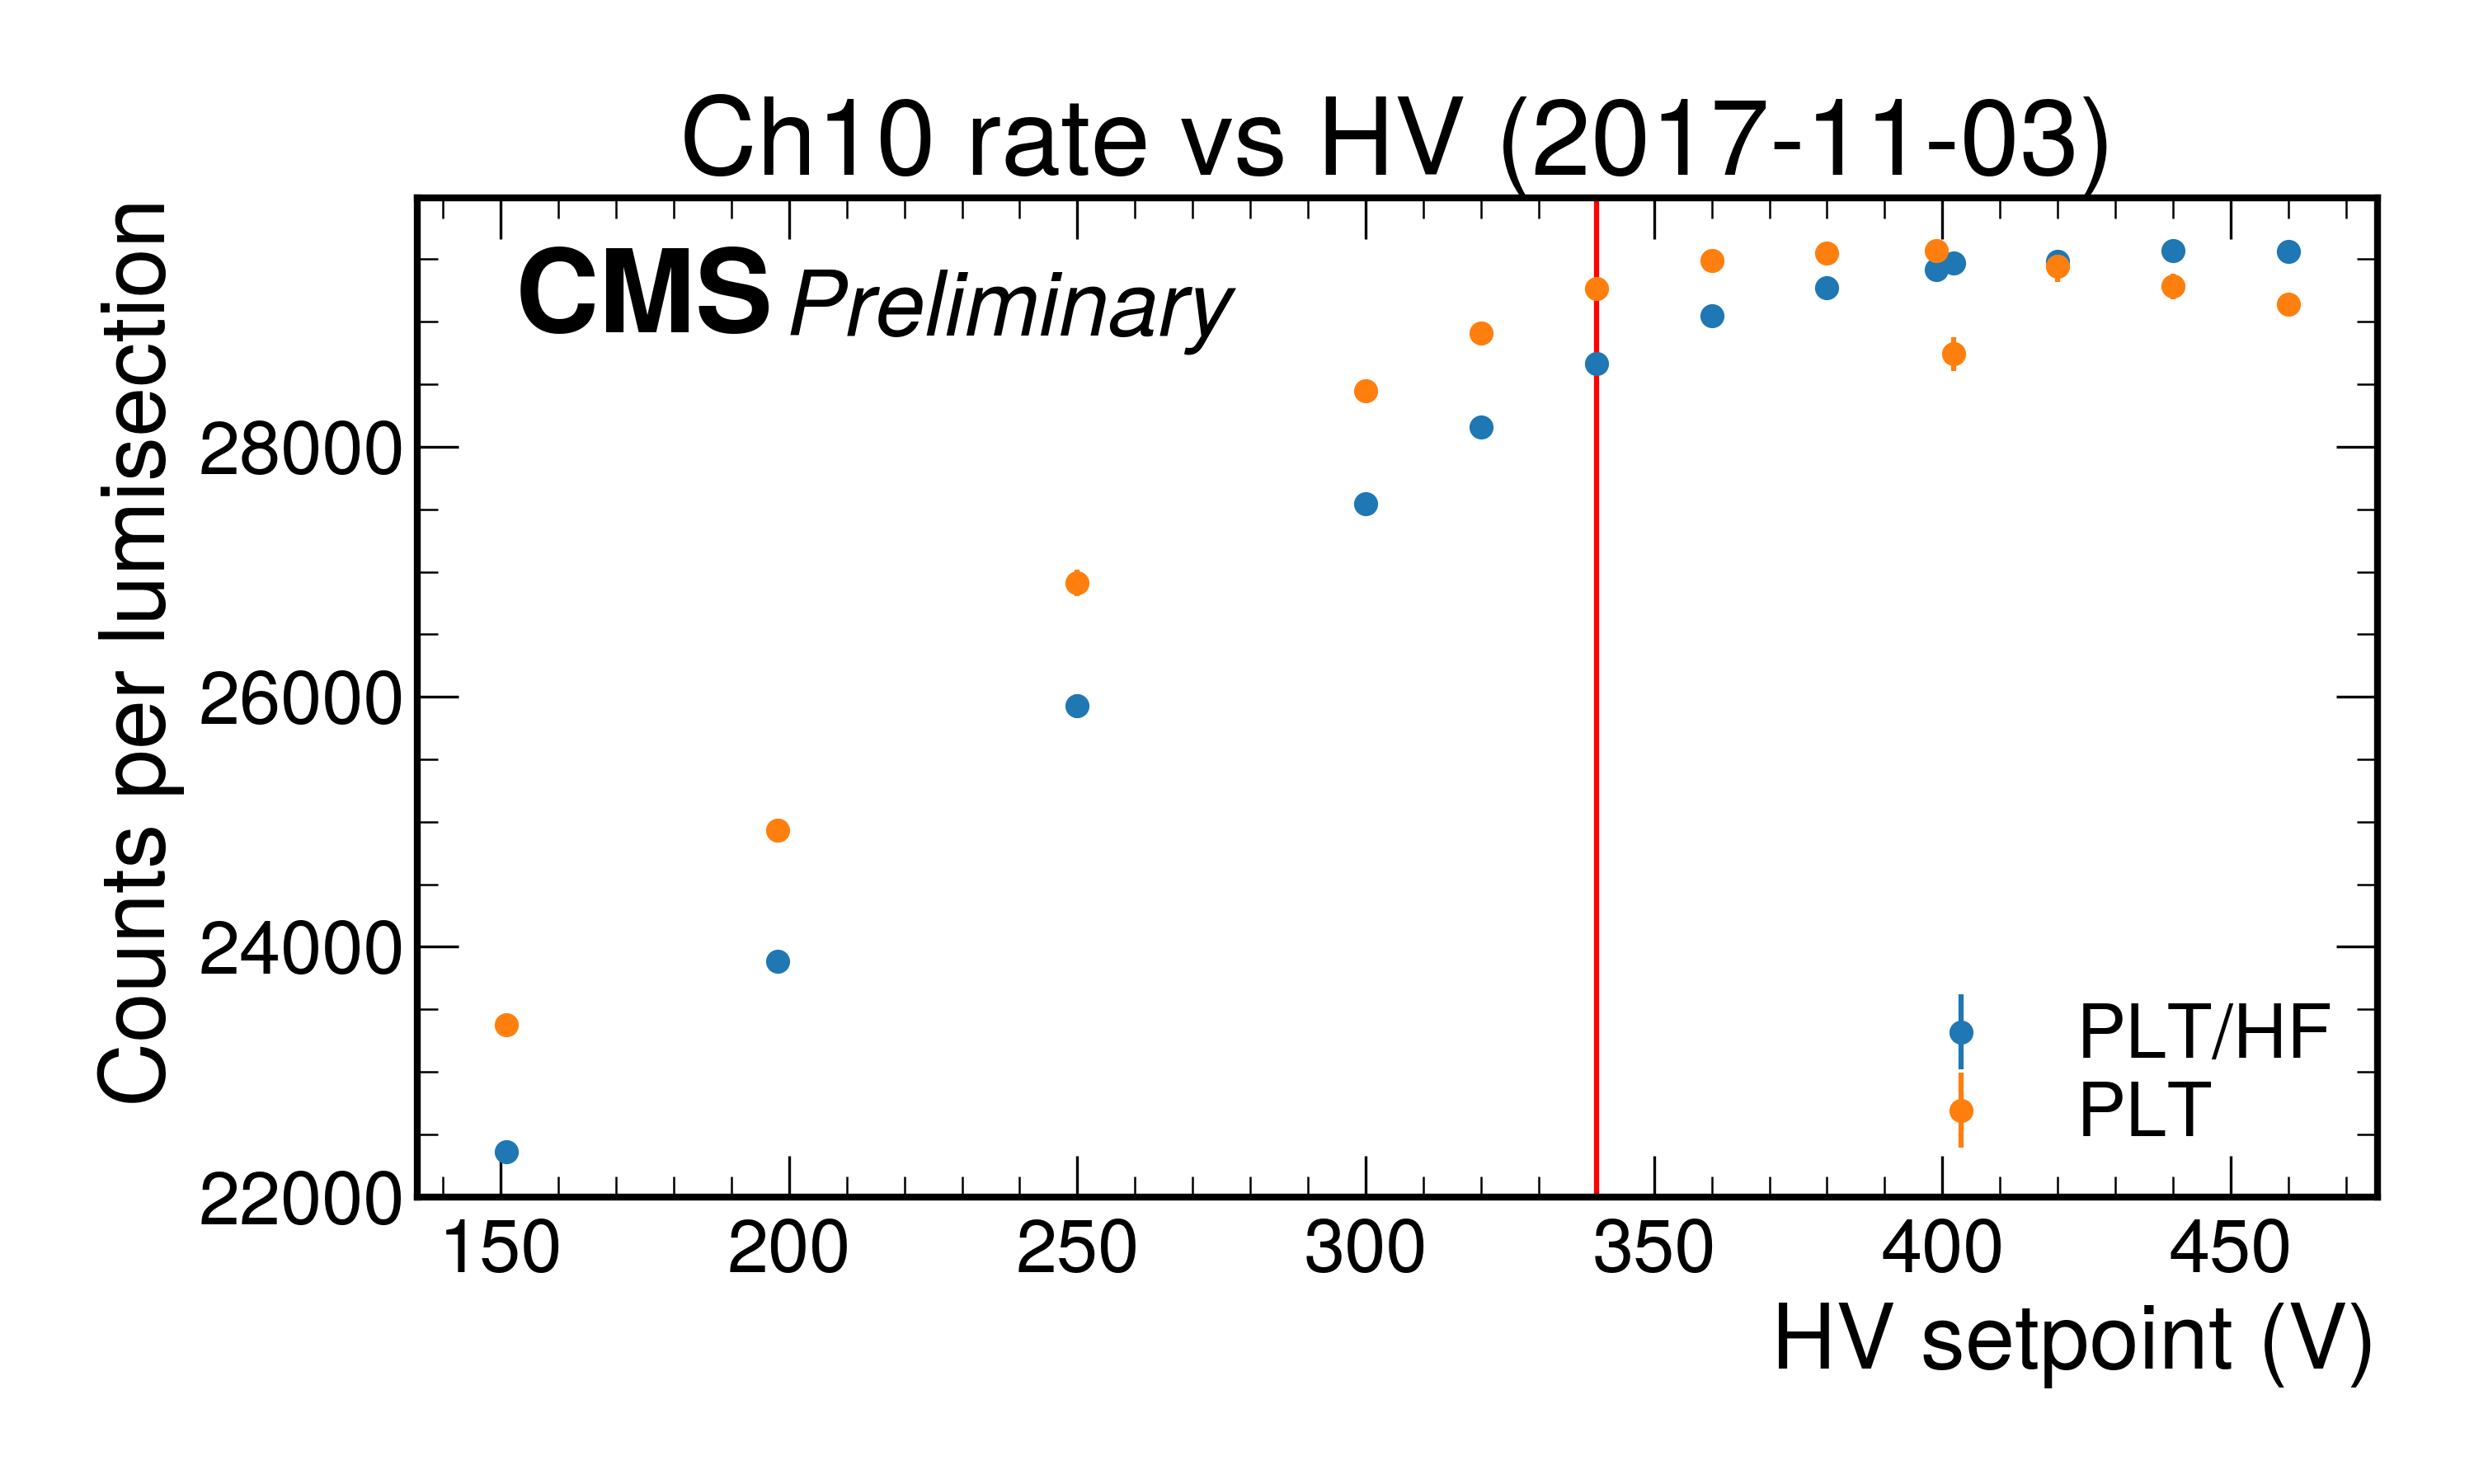 Ch10 rate vs HV (2017-11-03)
CMS Preliminary
Counts per lumisection
28000
26000
24000
22000
PLT/HF
PLT
150 200 250 300 350 400 450
HV setpoint (V)